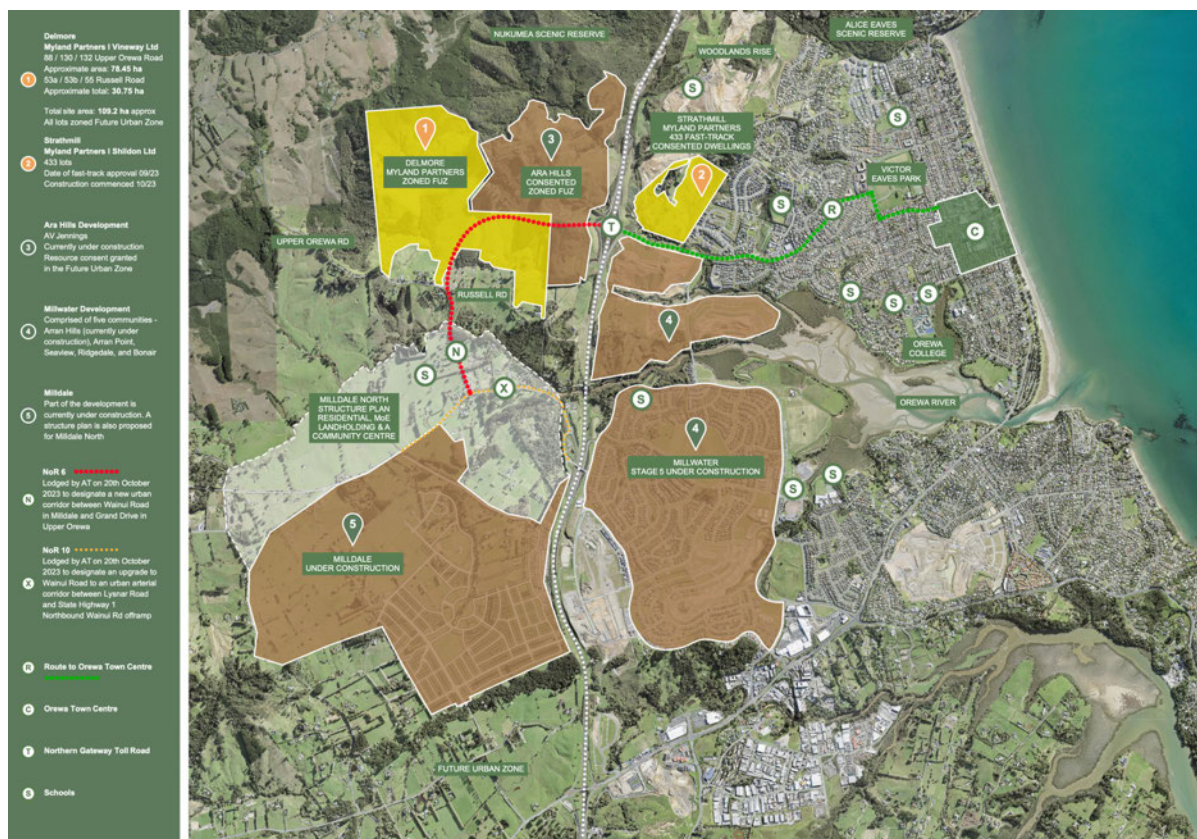 Delmore
Myland Partners I Vineway Ltd
88 / 130 / 132 Upper Orewa Road
Approximate area: 78.45 ha
53a / 53b / 55 Russell Road
Approximate total: 30.75 ha
Total site area: 109.2 ha approx
All lots zoned Future Urban Zone
1
Strathmill
Myland Partners I Shildon Ltd
433 lots
Date of fast-track approval 09/23
Construction commenced 10/23
2
Ara Hills Development
AV Jennings
Currently under construction
Resource consent granted
in the Future Urban Zone
3
Millwater Development
Comprised of five communities -
Arran Hills (currently under
construction), Arran Point,
Seaview, Ridgedale, and Bonair
4
Milldale
Part of the development is
currently under construction. A
structure plan is also proposed
for Milldale North
5
NoR 6
Lodged by AT on 20th October
2023 to designate a new urban
corridor between Wainui Road
in Milldale and Grand Drive in
Upper Orewa
N
NoR 10
Lodged by AT on 20th October
2023 to designate an upgrade to
Wainui Road to an urban arterial
corridor between Lysnar Road
and State Highway 1
Northbound Wainui Rd offramp
X
R Route to Orewa Town Centre
C Orewa Town Centre
T Northern Gateway Toll Road
S Schools
NUKUMEA SCENIC RESERVE
ALICE EAVES
SCENIC RESERVE
WOODLANDS RISE
S
S
STRATHMILL
MYLAND PARTNERS
433 FAST-TRACK
CONSENTED DWELLINGS
1
DELMORE
MYLAND PARTNERS
ZONED FUZ
3
ARA HILLS
CONSENTED
ZONED FUZ
2
VICTOR
EAVES PARK
S
R
T
C
UPPER OREWA RD
RUSSELL RD
S
S
S
OREWA
COLLEGE
4
N
S
X
OREWA RIVER
MILLDALE NORTH
STRUCTURE PLAN
RESIDENTIAL, MoE
LANDHOLDING & A
COMMUNITY CENTRE
S
4
MILLWATER
STAGE 5 UNDER CONSTRUCTION
S
S
5
MILLDALE
UNDER CONSTRUCTION
FUTURE URBAN ZONE